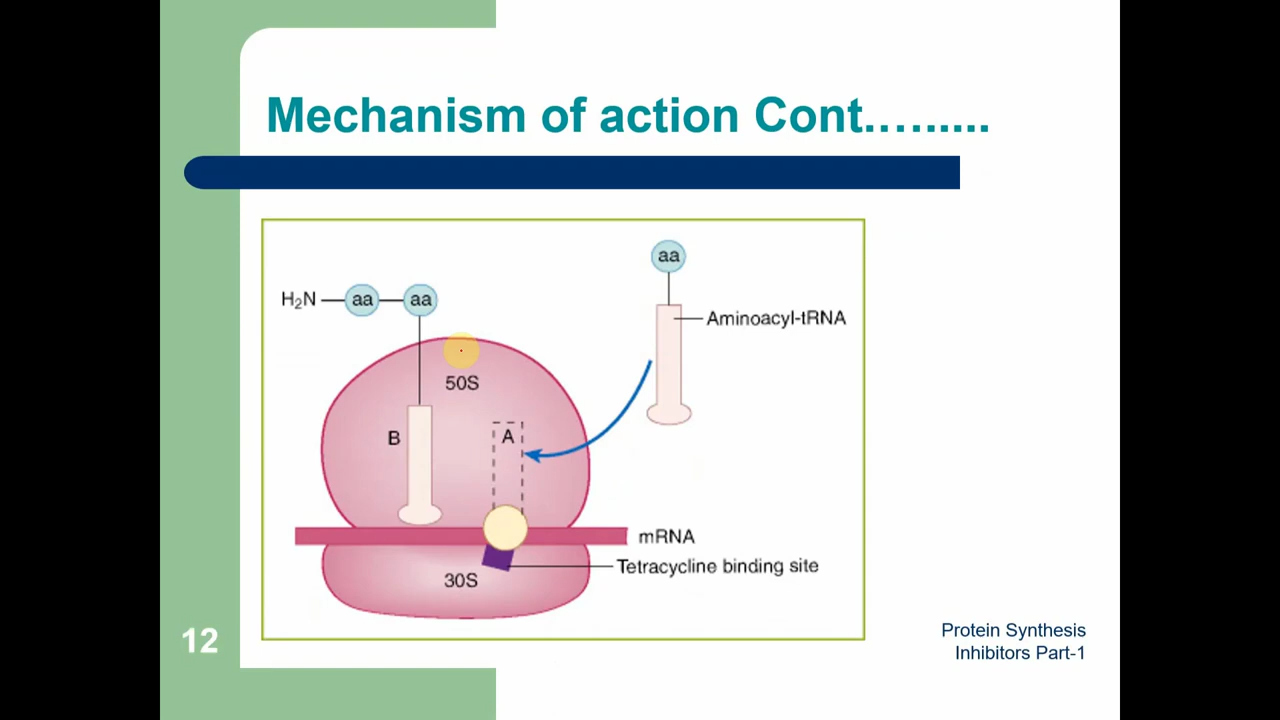 Mechanism of action Cont.…......
aa
H₂N
aa
aa
Aminoacyl-tRNA
50S
B
A
mRNA
Tetracycline binding site
30S
12
Protein Synthesis
Inhibitors Part-1